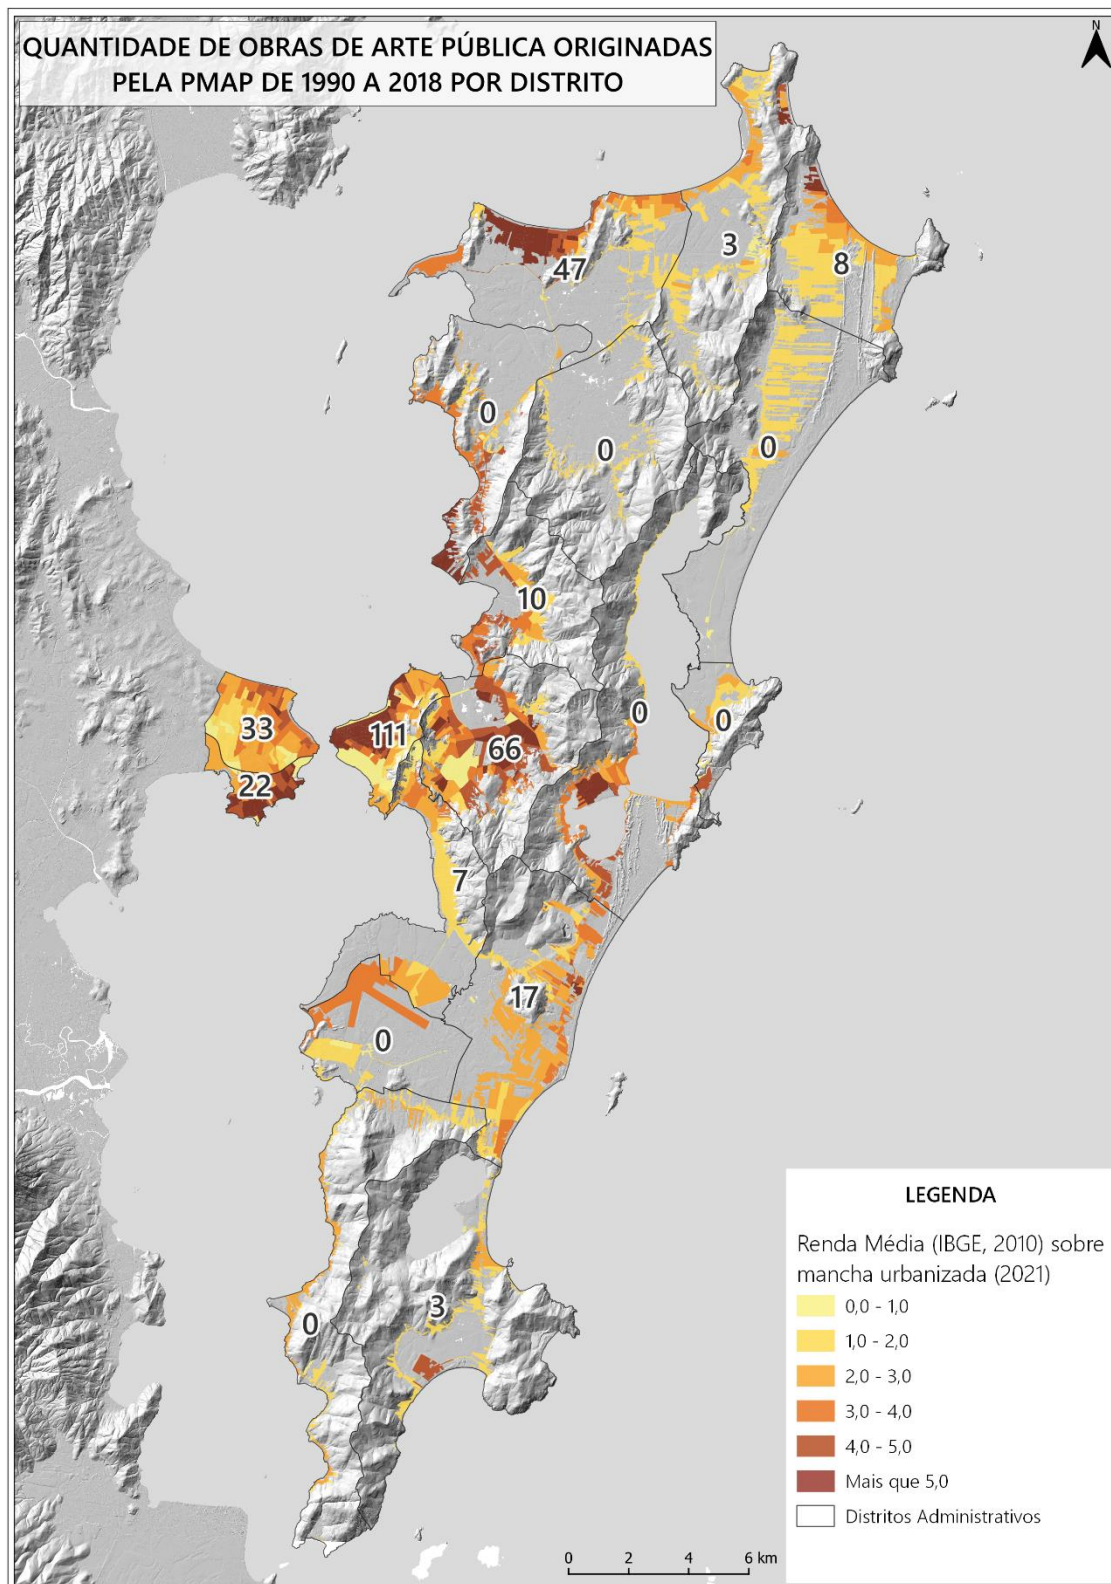 QUANTIDADE DE OBRAS DE ARTE PÚBLICA ORIGINADAS
PELA PMAP DE 1990 A 2018 POR DISTRITO
N
3
8
47
0
0
0
10
33
111
66
0
0
22
7
17
0
3
0
LEGENDA
Renda Média (IBGE, 2010) sobre
mancha urbanizada (2021)
0,0 - 1,0
1,0 - 2,0
2,0 - 3,0
3,0 - 4,0
4,0 - 5,0
Mais que 5,0
Distritos Administrativos
0 2 4 6 km